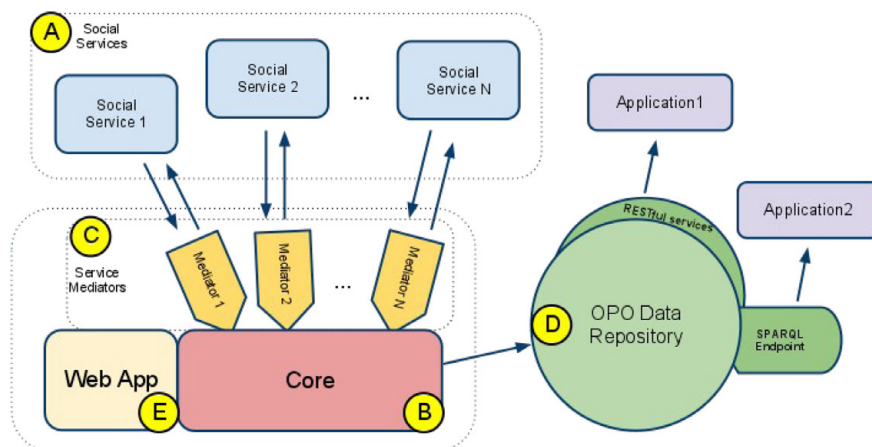 A
Social
Services
Social
Service 1
Social
Service 2
...
Social
Service N
Application1
Application2
C
Service
Mediators
Mediator 1
Mediator 2
...
Mediator N
RESTful services
D
OPO Data
Repository
SPARQL
Endpoint
Web App
E
Core
B